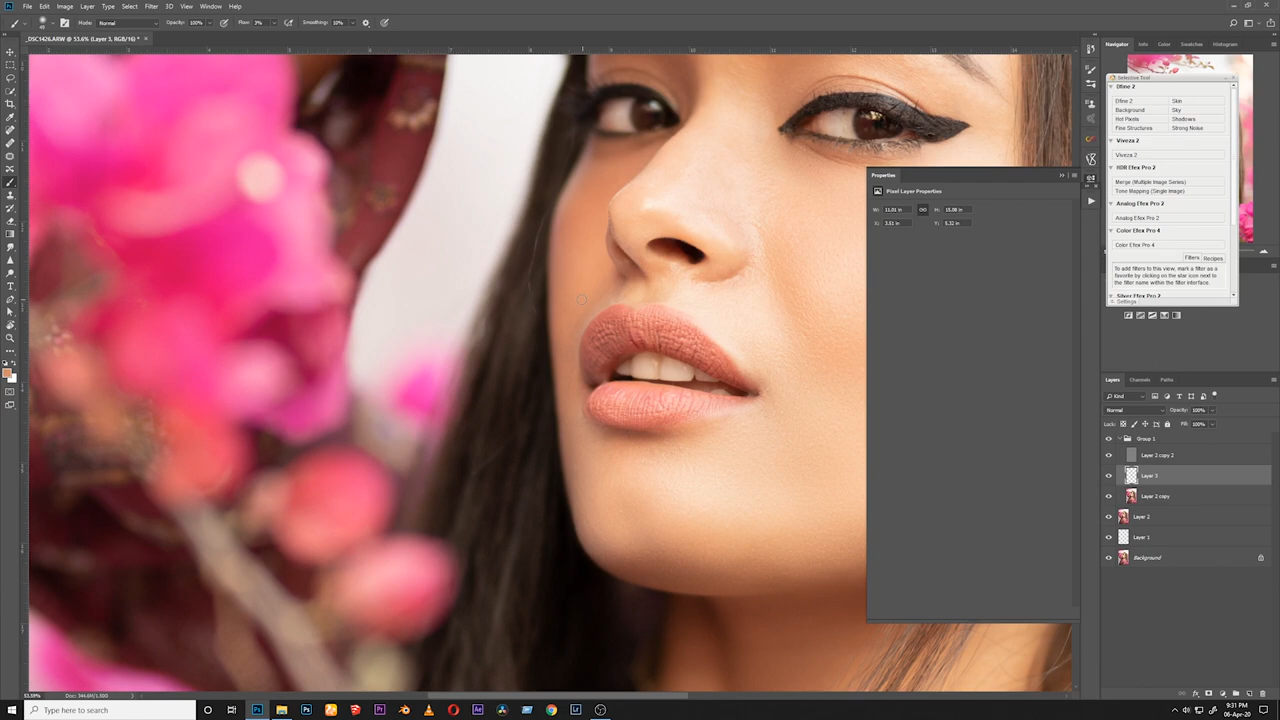 File Edit Image Layer Type Select Filter 3D View Window Help
Mode: Normal Opacity: 100% Flow: 3% Smoothing: 10%
_DSC1426.ARW @ 53.6% (Layer 3, RGB/16) *
Navigator Info Color Swatches Histogram
Selective Tool
Dfine 2
Dfine 2 Skin
Background Sky
Hot Pixels Shadows
Fine Structures Strong Noise
Viveza 2
Viveza 2
HDR Efex Pro 2
Merge (Multiple Image Series)
Tone Mapping (Single Image)
Analog Efex Pro 2
Analog Efex Pro 2
Color Efex Pro 4
Color Efex Pro 4
Filters Recipes
To add filters to this view, mark a filter as a
favorite by clicking on the star icon next to
the filter name within the filter interface.
Silver Efex Pro 2
Settings
Properties
Pixel Layer Properties
W: 11.01 in H: 15.08 in
X: 3.51 in Y: 5.32 in
Layers Channels Paths
Kind
Normal Opacity: 100%
Lock: Fill: 100%
Group 1
Layer 2 copy 2
Layer 3
Layer 2 copy
Layer 2
Layer 1
Background
53.59% Doc: 344.6M/1.50G
Type here to search
9:31 PM
06-Apr-20